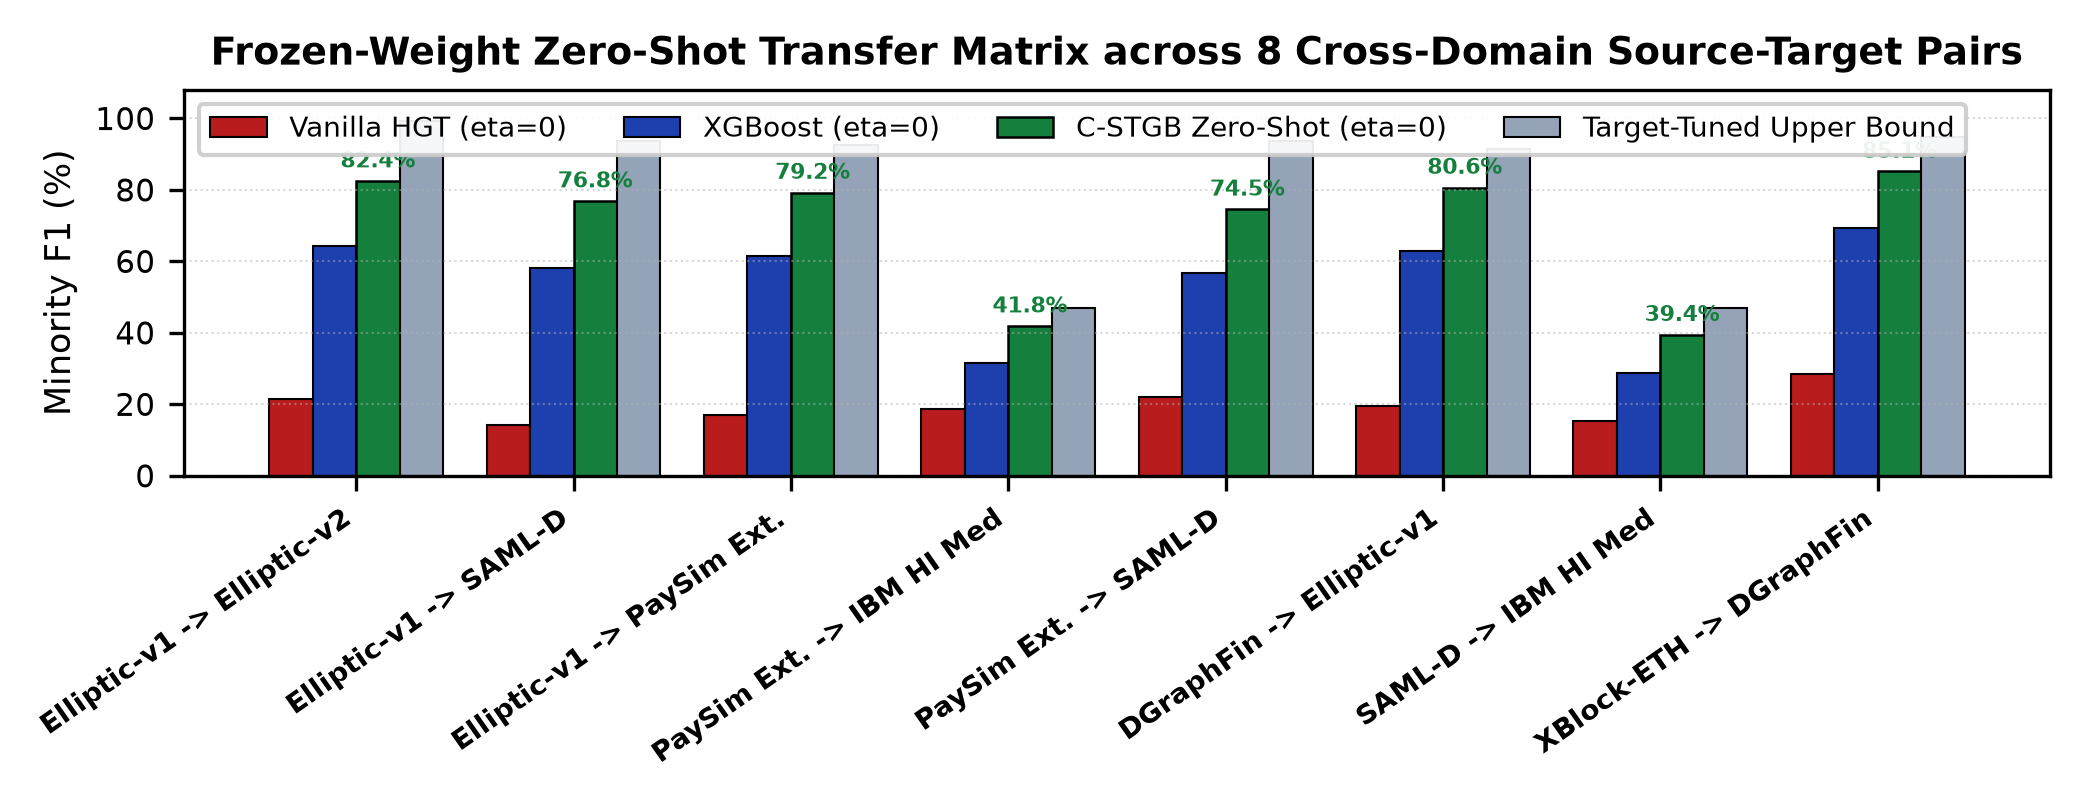 Frozen-Weight Zero-Shot Transfer Matrix across 8 Cross-Domain Source-Target Pairs
Minority F1 (%)
100
80
60
40
20
0
Vanilla HGT (eta=0)
XGBoost (eta=0)
C-STGB Zero-Shot (eta=0)
Target-Tuned Upper Bound
82.4%
76.8%
79.2%
41.8%
74.5%
80.6%
39.4%
85.1%
Elliptic-v1 -> Elliptic-v2
Elliptic-v1 -> SAML-D
Elliptic-v1 -> PaySim Ext.
PaySim Ext. -> IBM HI Med
PaySim Ext. -> SAML-D
DGraphFin -> Elliptic-v1
SAML-D -> IBM HI Med
XBlock-ETH -> DGraphFin